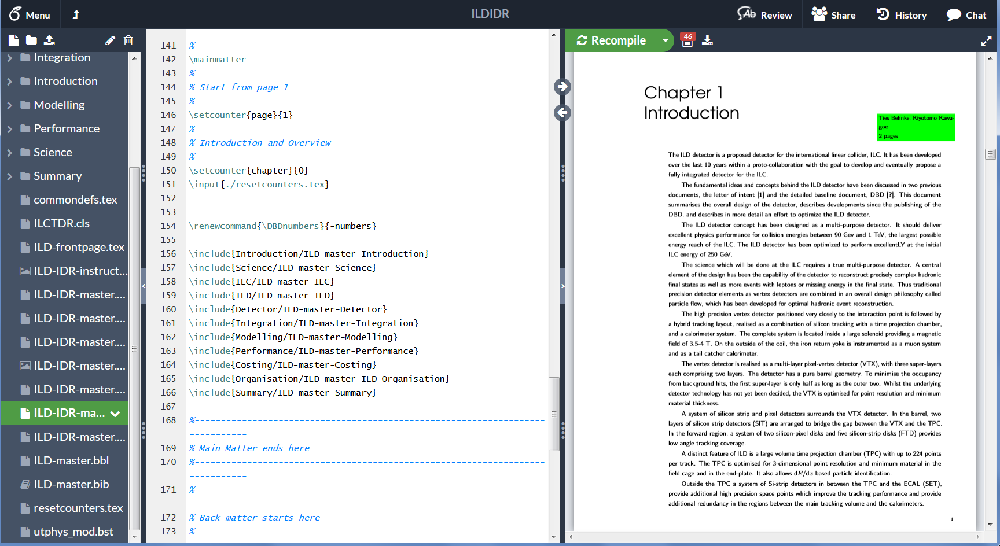 Menu
ILDIDR
Ab Review
Share
History
Chat
Integration
Introduction
Modelling
Performance
Science
Summary
commondefs.tex
ILCTDR.cls
ILD-frontpage.tex
ILD-IDR-instruct...
ILD-IDR-master....
ILD-IDR-master....
ILD-IDR-master....
ILD-IDR-master....
ILD-IDR-master....
ILD-IDR-ma...
ILD-IDR-master....
ILD-master.bbl
ILD-master.bib
resetcounters.tex
utphys_mod.bst
-----------
141 %
142 \mainmatter
143 %
144 % Start from page 1
145 %
146 \setcounter{page}{1}
147 %
148 % Introduction and Overview
149 %
150 \setcounter{chapter}{0}
151 \input{./resetcounters.tex}
152
153
154 \renewcommand{\DBDnumbers}{-numbers}
155
156 \include{Introduction/ILD-master-Introduction}
157 \include{Science/ILD-master-Science}
158 \include{ILC/ILD-master-ILC}
159 \include{ILD/ILD-master-ILD}
160 \include{Detector/ILD-master-Detector}
161 \include{Integration/ILD-master-Integration}
162 \include{Modelling/ILD-master-Modelling}
163 \include{Performance/ILD-master-Performance}
164 \include{Costing/ILD-master-Costing}
165 \include{Organisation/ILD-master-ILD-Organisation}
166 \include{Summary/ILD-master-Summary}
167
168 %-------------------------------------------------------------------
-----------
169 % Main Matter ends here
170 %-------------------------------------------------------------------
-----------
171 %-------------------------------------------------------------------
-----------
172 % Back matter starts here
173 %-------------------------------------------------------------------
Recompile
46
Chapter 1
Introduction
Ties Behnke, Kiyotomo Kawa-
goe
2 pages
The ILD detector is a proposed detector for the international linear collider, ILC. It has been developed
over the last 10 years within a proto-collaboration with the goal to develop and eventually propose a
fully integrated detector for the ILC.
The fundamental ideas and concepts behind the ILD detector have been discussed in two previous
documents, the letter of intent [1] and the detailed baseline document, DBD [?]. This document
summarises the overall design of the detector, describes developments since the publishing of the
DBD, and describes in more detail an effort to optimize the ILD detector.
The ILD detector concept has been designed as a multi-purpose detector. It should deliver
excellent physics performance for collision energies between 90 Gev and 1 TeV, the largest possible
energy reach of the ILC. The ILD detector has been optimized to perform excellentLY at the initial
ILC energy of 250 GeV.
The science which will be done at the ILC requires a true multi-purpose detector. A central
element of the design has been the capability of the detector to reconstruct precisely complex hadronic
final states as well as more events with leptons or missing energy in the final state. Thus traditional
precision detector elements as vertex detectors are combined in an overall design philosophy called
particle flow, which has been developed for optimal hadronic event reconstruction.
The high precision vertex detector positioned very closely to the interaction point is followed by
a hybrid tracking layout, realised as a combination of silicon tracking with a time projection chamber,
and a calorimeter system. The complete system is located inside a large solenoid providing a magnetic
field of 3.5-4 T. On the outside of the coil, the iron return yoke is instrumented as a muon system
and as a tail catcher calorimeter.
The vertex detector is realised as a multi-layer pixel-vertex detector (VTX), with three super-layers
each comprising two layers. The detector has a pure barrel geometry. To minimise the occupancy
from background hits, the first super-layer is only half as long as the outer two. Whilst the underlying
detector technology has not yet been decided, the VTX is optimised for point resolution and minimum
material thickness.
A system of silicon strip and pixel detectors surrounds the VTX detector. In the barrel, two
layers of silicon strip detectors (SIT) are arranged to bridge the gap between the VTX and the TPC.
In the forward region, a system of two silicon-pixel disks and five silicon-strip disks (FTD) provides
low angle tracking coverage.
A distinct feature of ILD is a large volume time projection chamber (TPC) with up to 224 points
per track. The TPC is optimised for 3-dimensional point resolution and minimum material in the
field cage and in the end-plate. It also allows dE/dx based particle identification.
Outside the TPC a system of Si-strip detectors in between the TPC and the ECAL (SET),
provide additional high precision space points which improve the tracking performance and provide
additional redundancy in the regions between the main tracking volume and the calorimeters.
1